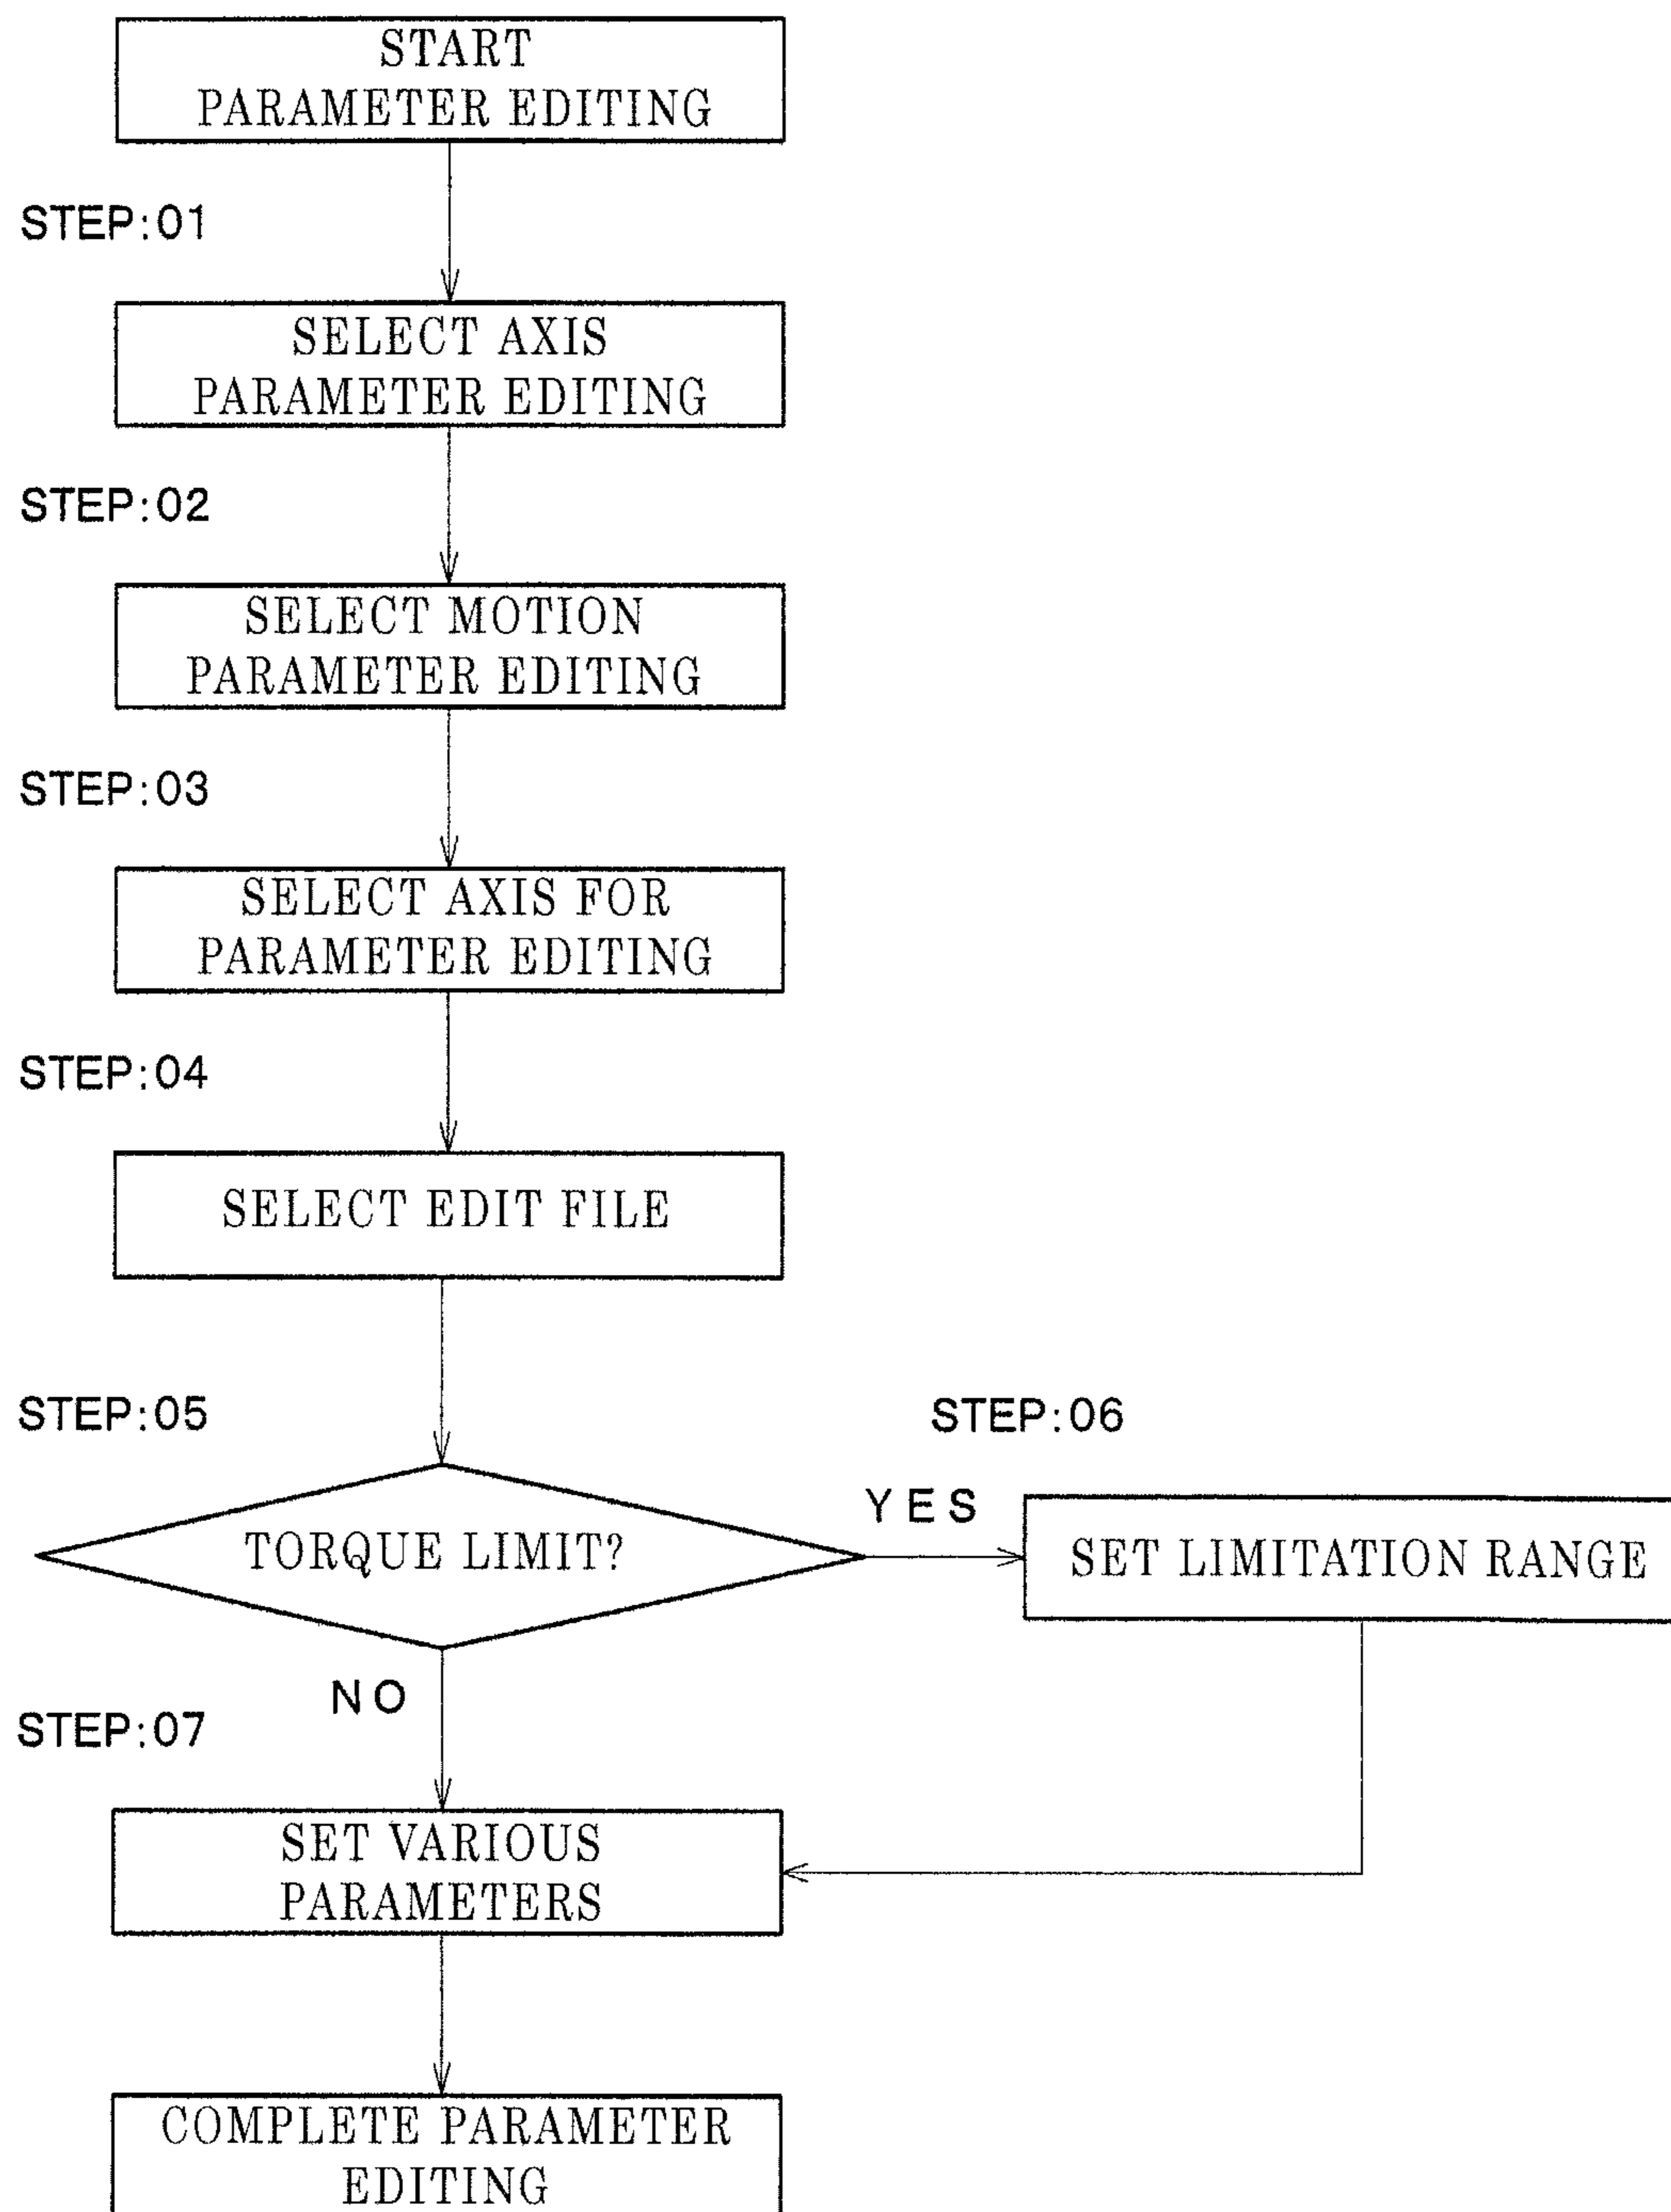 START
PARAMETER EDITING
STEP:01
SELECT AXIS
PARAMETER EDITING
STEP:02
SELECT MOTION
PARAMETER EDITING
STEP:03
SELECT AXIS FOR
PARAMETER EDITING
STEP:04
SELECT EDIT FILE
STEP:05
STEP:06
TORQUE LIMIT?
YES
SET LIMITATION RANGE
NO
STEP:07
SET VARIOUS
PARAMETERS
COMPLETE PARAMETER
EDITING